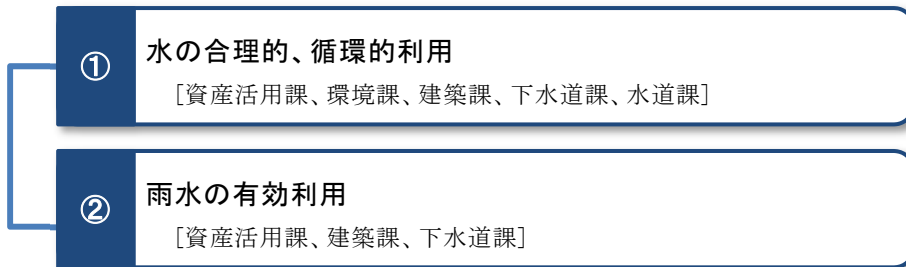 ①
水の合理的、循環的利用
［資産活用課、環境課、建築課、下水道課、水道課］
②
雨水の有効利用
［資産活用課、建築課、下水道課］